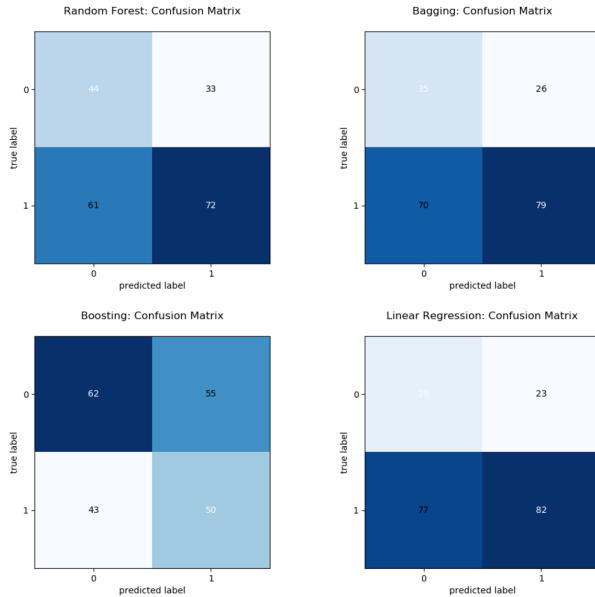 Random Forest: Confusion Matrix
true label
0
44
33
1
61
72
0
1
predicted label
Bagging: Confusion Matrix
true label
0
35
26
1
70
79
0
1
predicted label
Boosting: Confusion Matrix
true label
0
62
55
1
43
50
0
1
predicted label
Linear Regression: Confusion Matrix
true label
0
28
23
1
77
82
0
1
predicted label